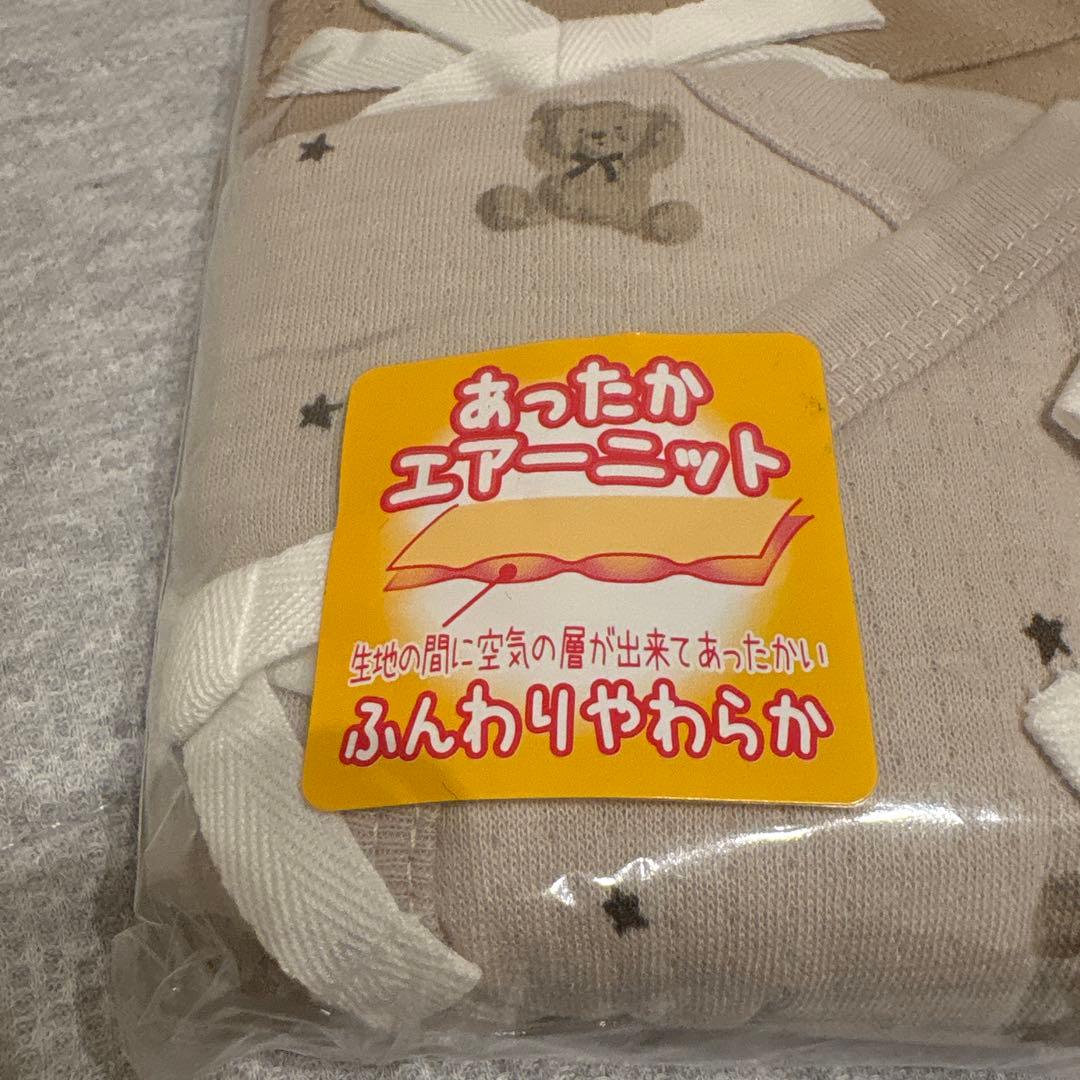 あったか
エアーニット
生地の間に空気の層が出来てあったかい
ふんわりやわらか